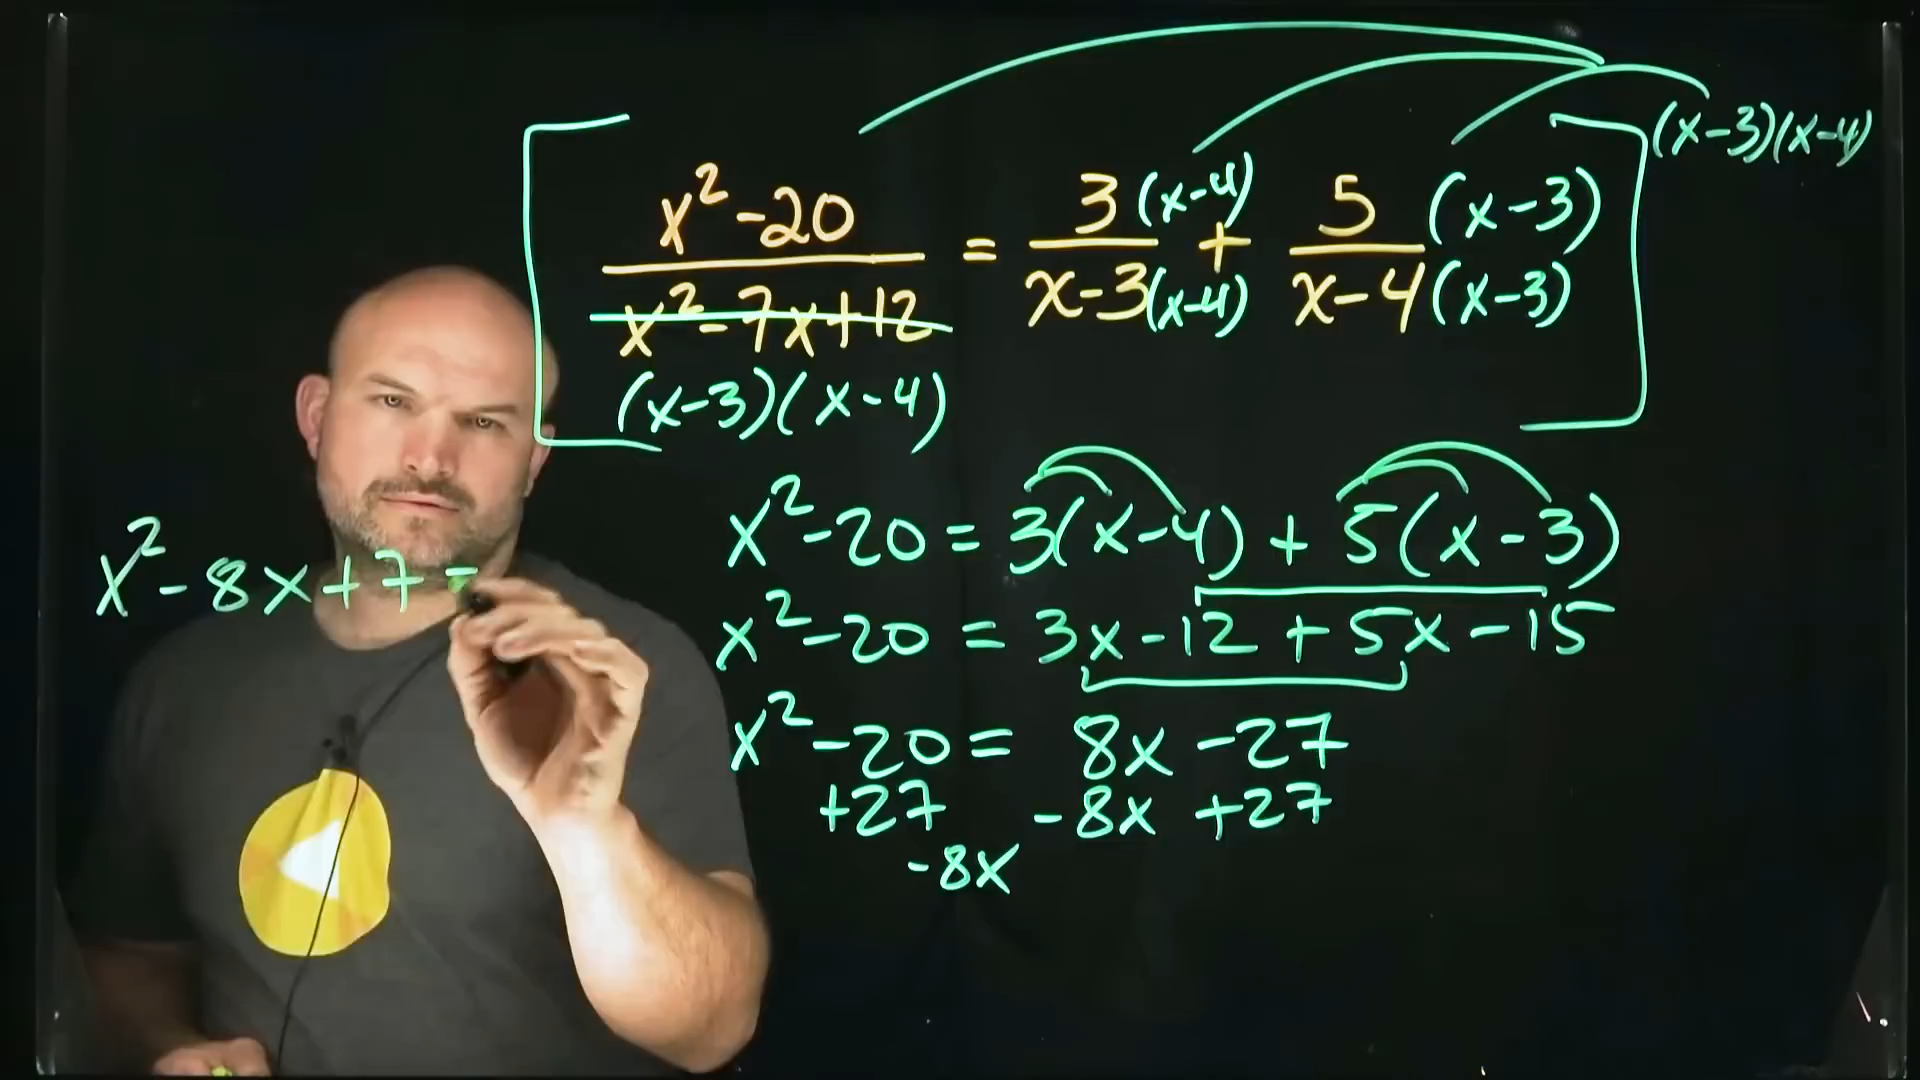 (x-3)(x-4)
x²-20 = 3(x-4) + 5 (x-3)
x²-7x+12 x-3(x-4) x-4(x-3)
(x-3)(x-4)
x²-20 = 3(x-4) + 5(x-3)
x²-8x+7=
x²-20 = 3x-12 + 5x-15
x²-20 = 8x-27
+27 -8x +27
-8x